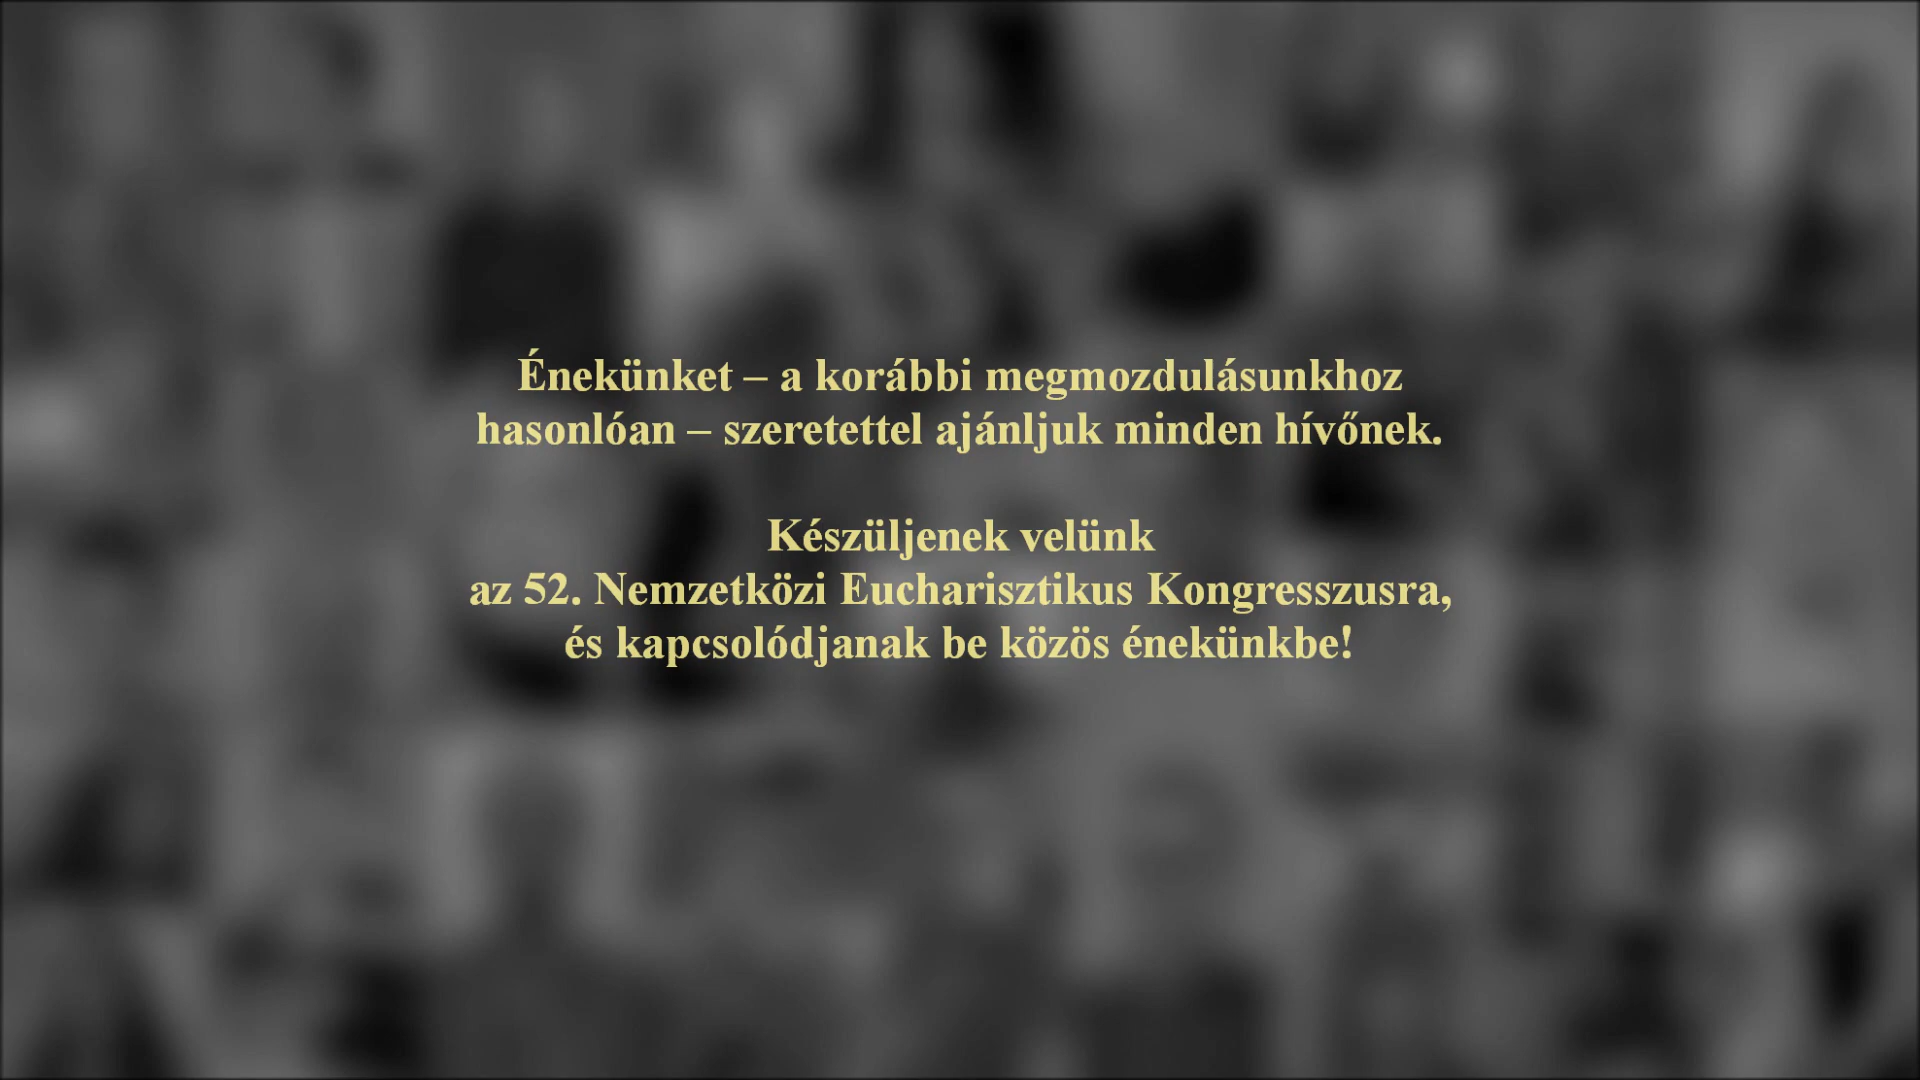 Énekünket – a korábbi megmozdulásunkhoz
hasonlóan – szeretettel ajánljuk minden hívőnek.
Készüljenek velünk
az 52. Nemzetközi Eucharisztikus Kongresszusra,
és kapcsolódjanak be közös énekünkbe!